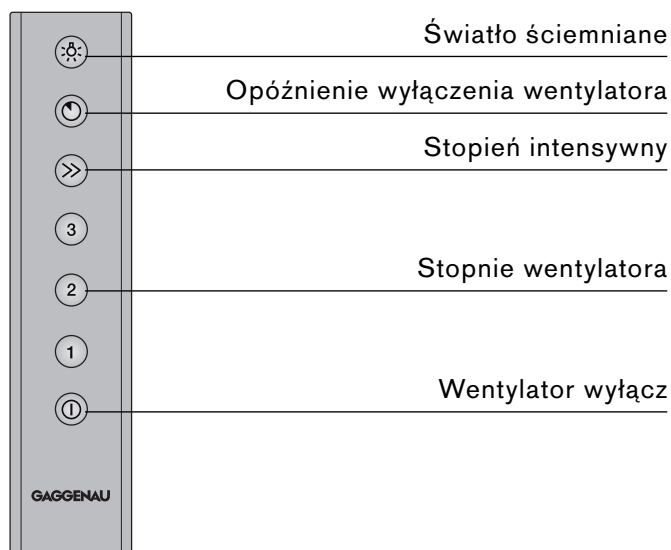 Światło ściemniane
Opóźnienie wyłączenia wentylatora
Stopień intensywny
3
Stopnie wentylatora
2
1
Wentylator wyłącz
GAGGENAU